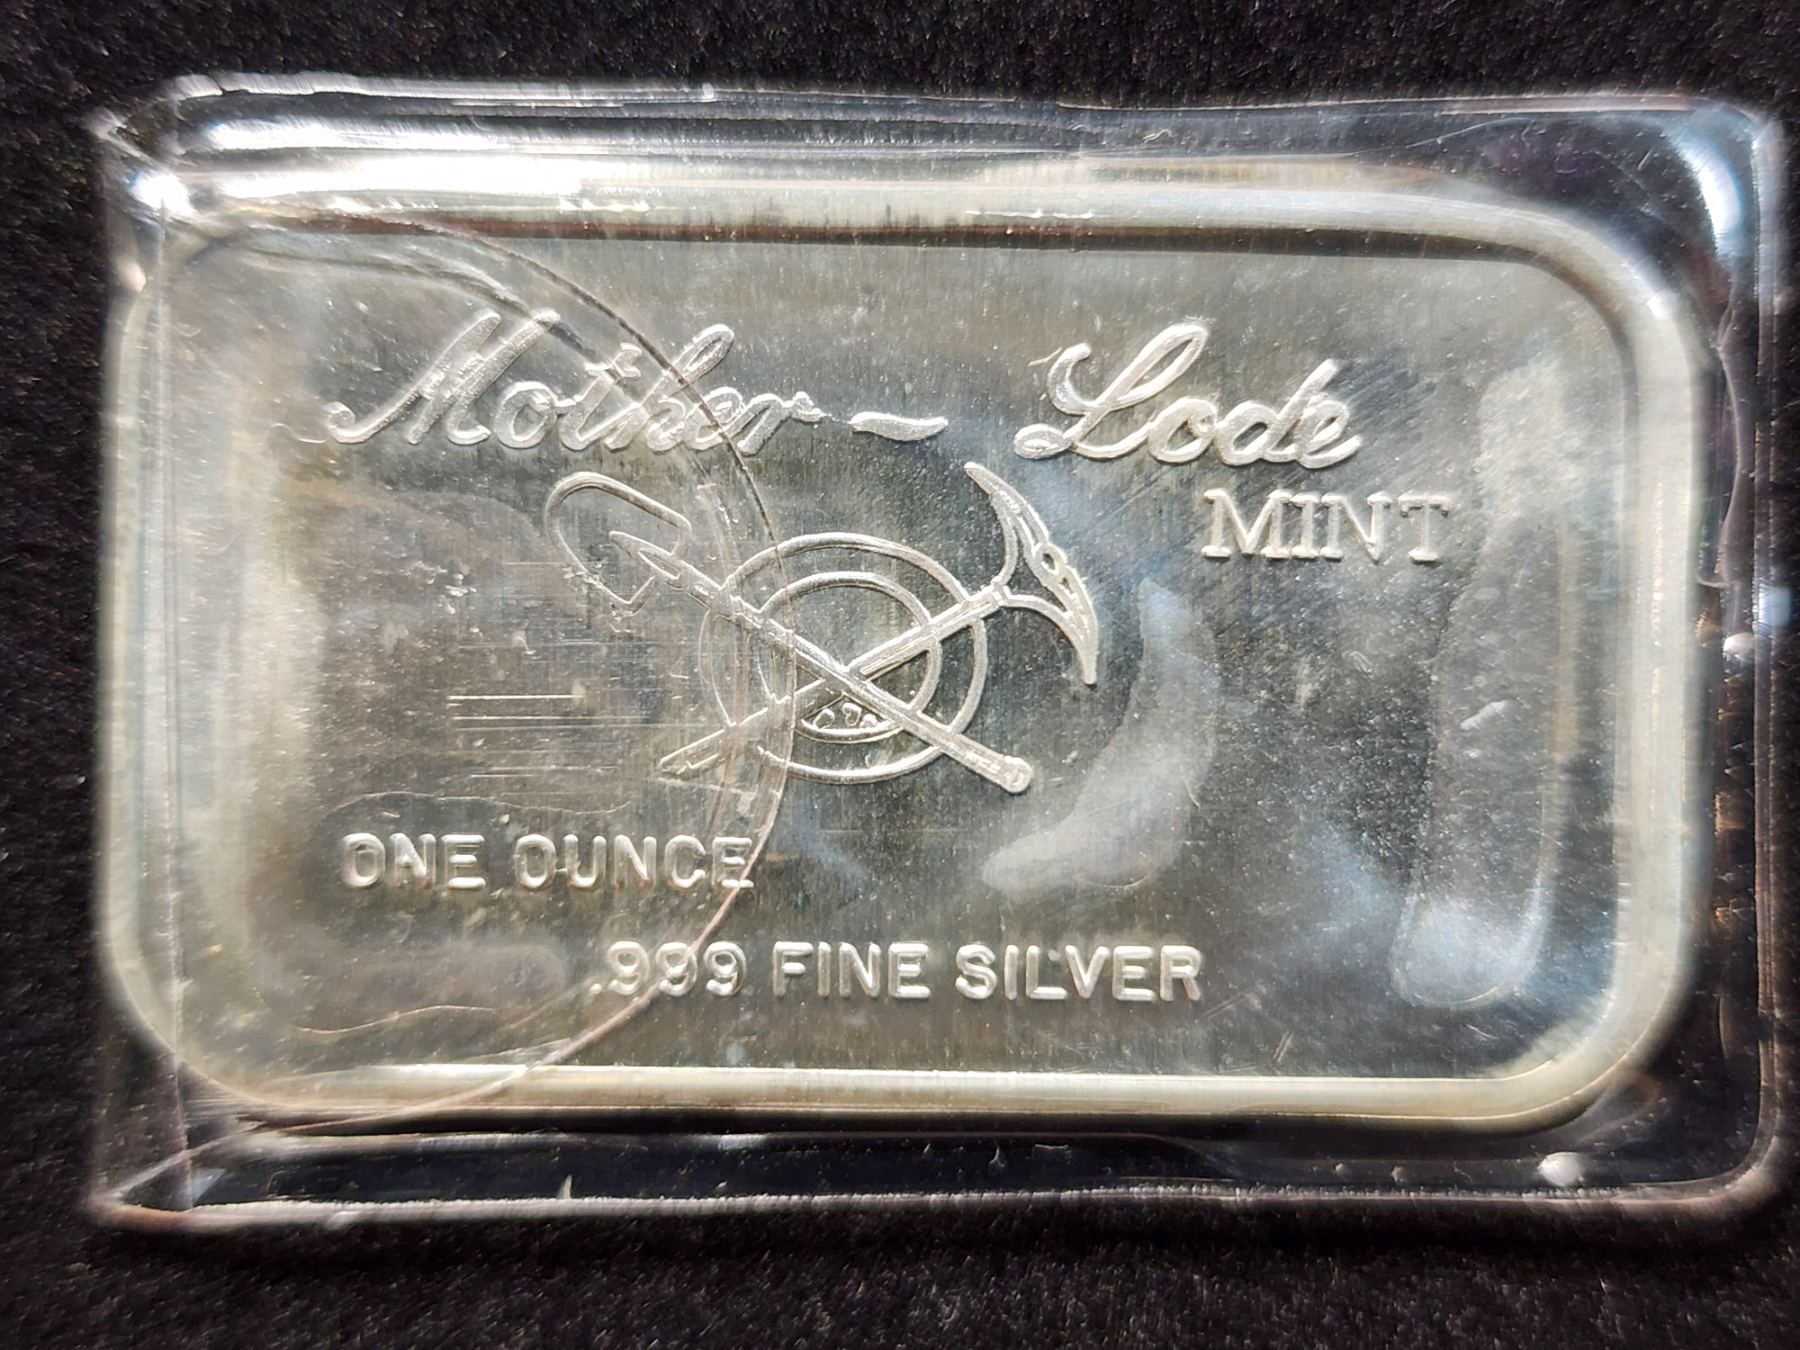 Mother - Lode
MINT
ONE OUNCE
.999 FINE SILVER